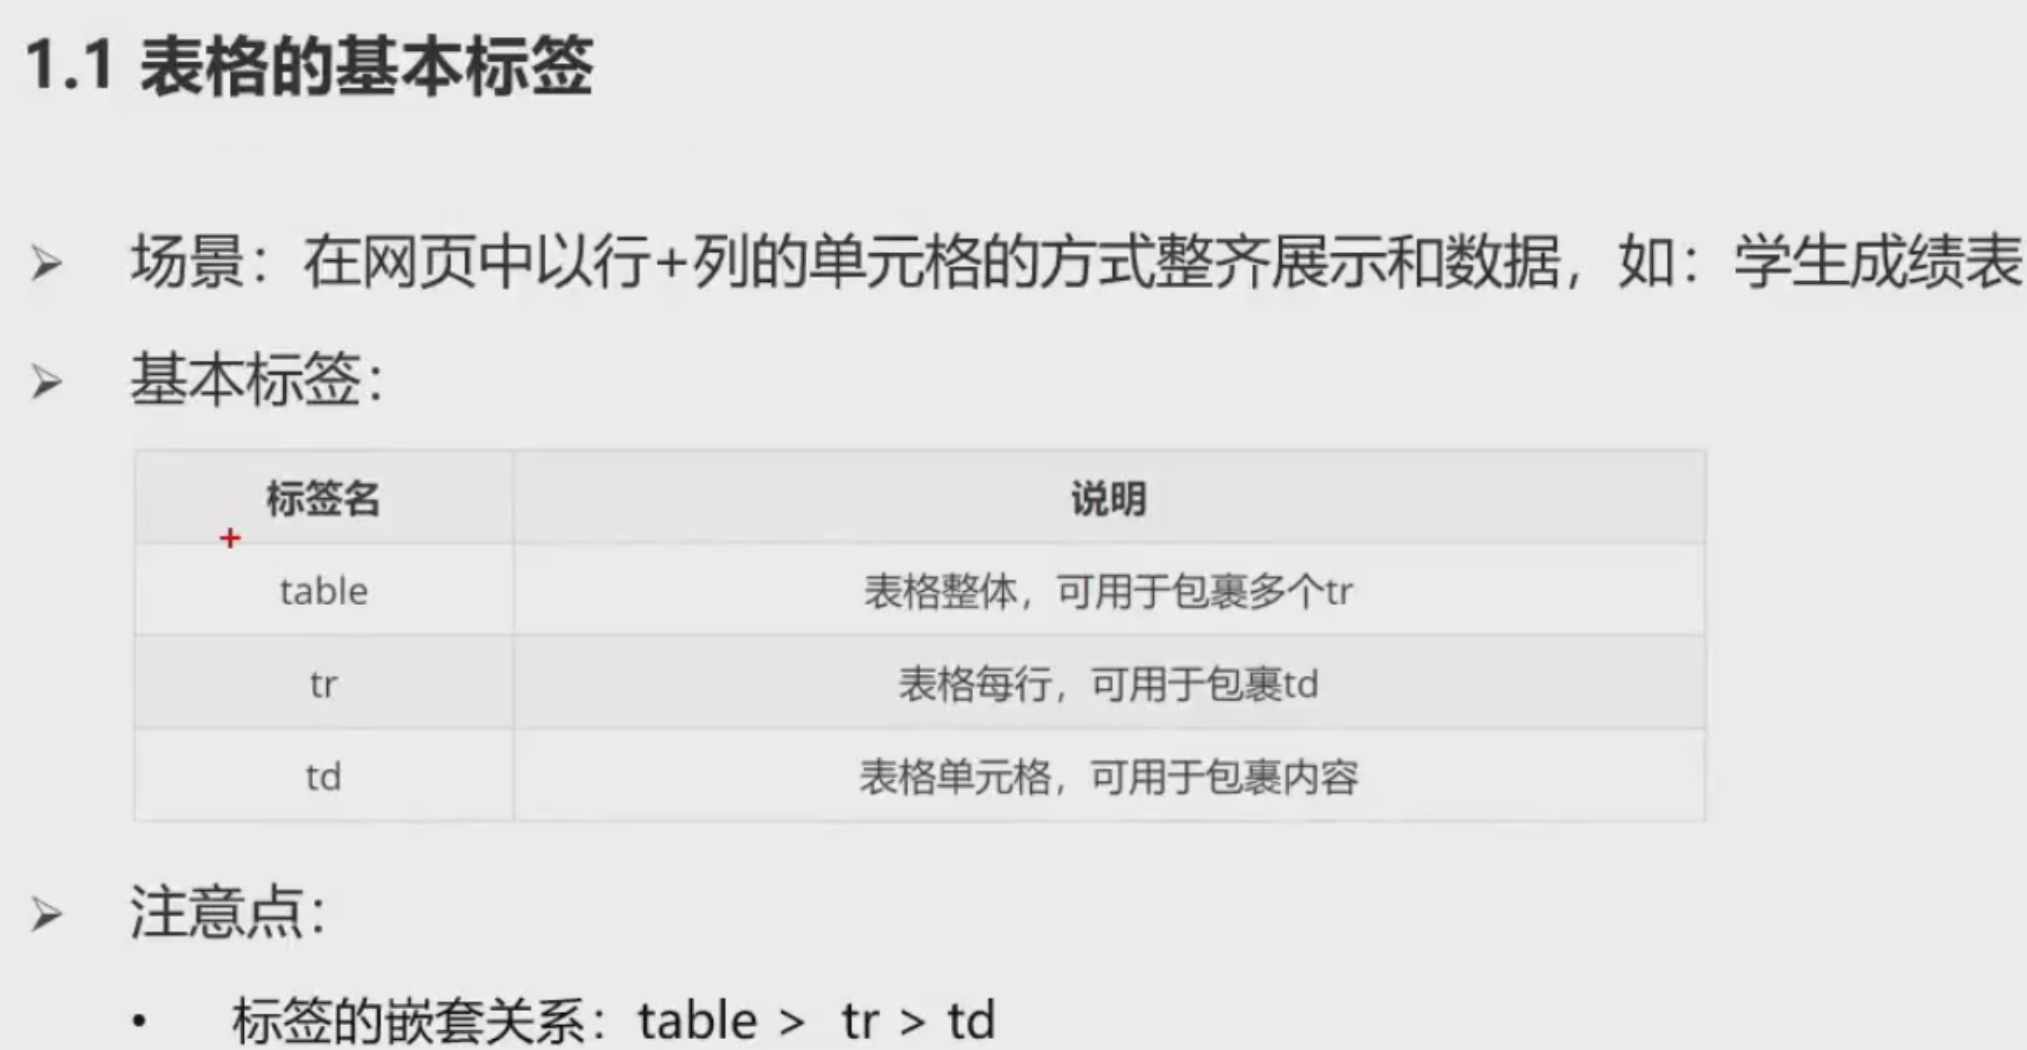 1.1 表格的基本标签
➢ 场景：在网页中以行+列的单元格的方式整齐展示和数据，如：学生成绩表
➢ 基本标签：
标签名 说明
table 表格整体，可用于包裹多个tr
tr 表格每行，可用于包裹td
td 表格单元格，可用于包裹内容
➢ 注意点：
• 标签的嵌套关系：table > tr > td